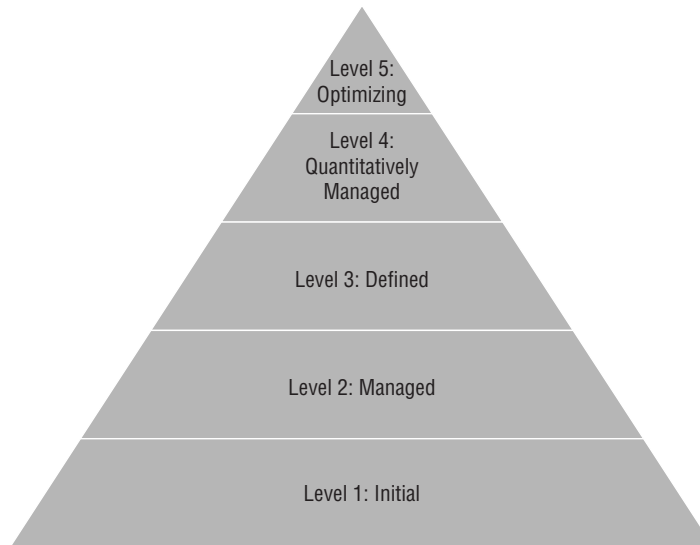 Level 5:
Optimizing
Level 4:
Quantitatively
Managed
Level 3: Defined
Level 2: Managed
Level 1: Initial